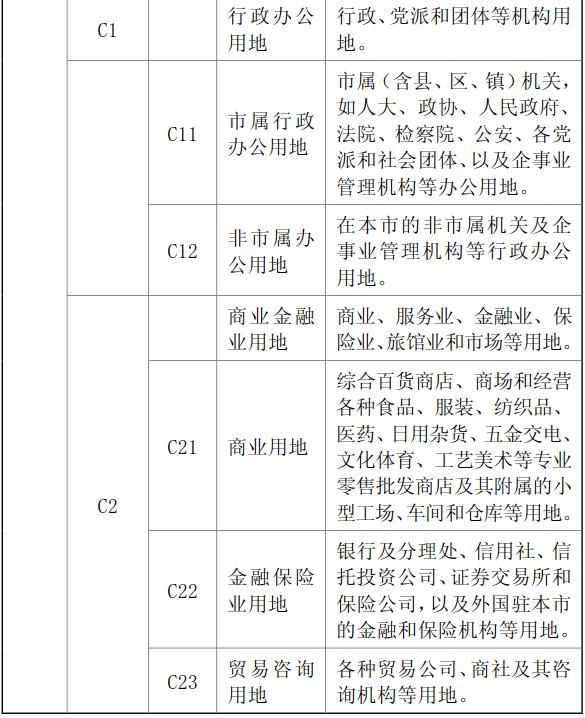 C1
行政办公
用地
行政、党派和团体等机构用
地。
C11
市属行政
办公用地
市属（含县、区、镇）机关，
如人大、政协、人民政府、
法院、检察院、公安、各党
派和社会团体、以及企事业
管理机构等办公用地。
C12
非市属办
公用地
在本市的非市属机关及企
事业管理机构等行政办公
用地。
C2
商业金融
业用地
商业、服务业、金融业、保
险业、旅馆业和市场等用地。
C21
商业用地
综合百货商店、商场和经营
各种食品、服装、纺织品、
医药、日用杂货、五金交电、
文化体育、工艺美术等专业
零售批发商店及其附属的小
型工场、车间和仓库等用地。
C22
金融保险
业用地
银行及分理处、信用社、信
托投资公司、证券交易所和
保险公司，以及外国驻本市
的金融和保险机构等用地。
C23
贸易咨询
用地
各种贸易公司、商社及其咨
询机构等用地。